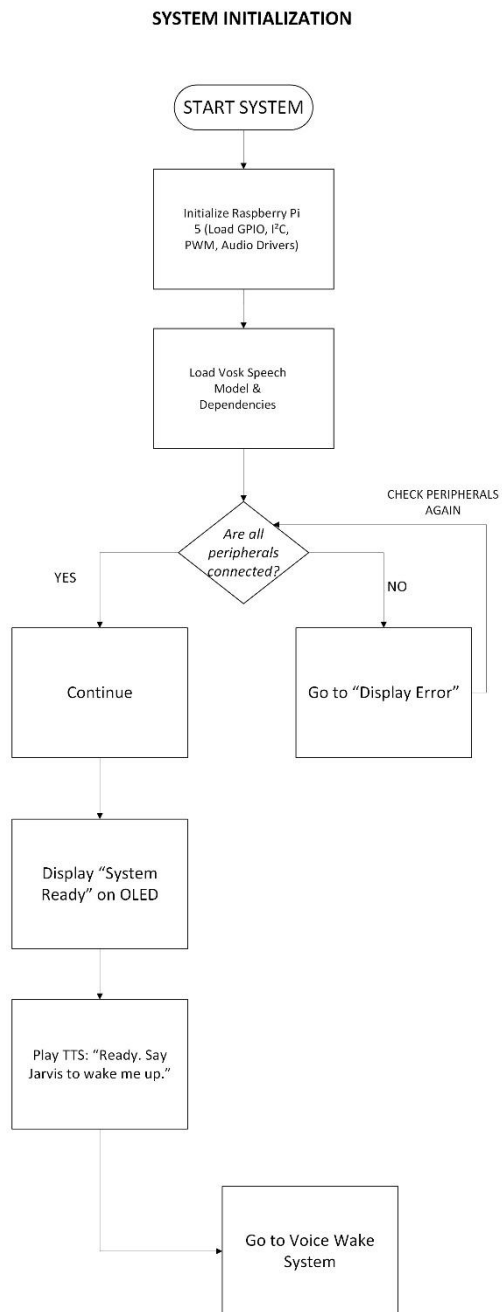 SYSTEM INITIALIZATION
START SYSTEM
Initialize Raspberry Pi
5 (Load GPIO, I²C,
PWM, Audio Drivers)
Load Vosk Speech
Model &
Dependencies
CHECK PERIPHERALS
AGAIN
Are all
peripherals
connected?
YES
NO
Continue
Go to “Display Error”
Display “System
Ready” on OLED
Play TTS: “Ready. Say
Jarvis to wake me up.”
Go to Voice Wake
System